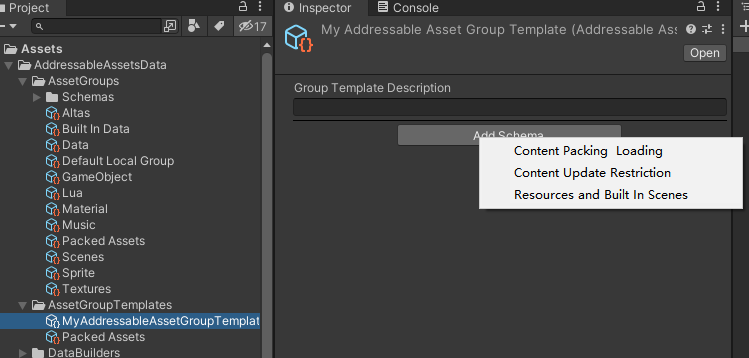 Project
17
Assets
AddressableAssetsData
AssetGroups
Schemas
Altas
Built In Data
Data
Default Local Group
GameObject
Lua
Material
Music
Packed Assets
Scenes
Sprite
Textures
AssetGroupTemplates
MyAddressableAssetGroupTemplat
Packed Assets
DataBuilders
Inspector
Console
My Addressable Asset Group Template (Addressable Ass
Open
Group Template Description
Add Schema
Content Packing  Loading
Content Update Restriction
Resources and Built In Scenes